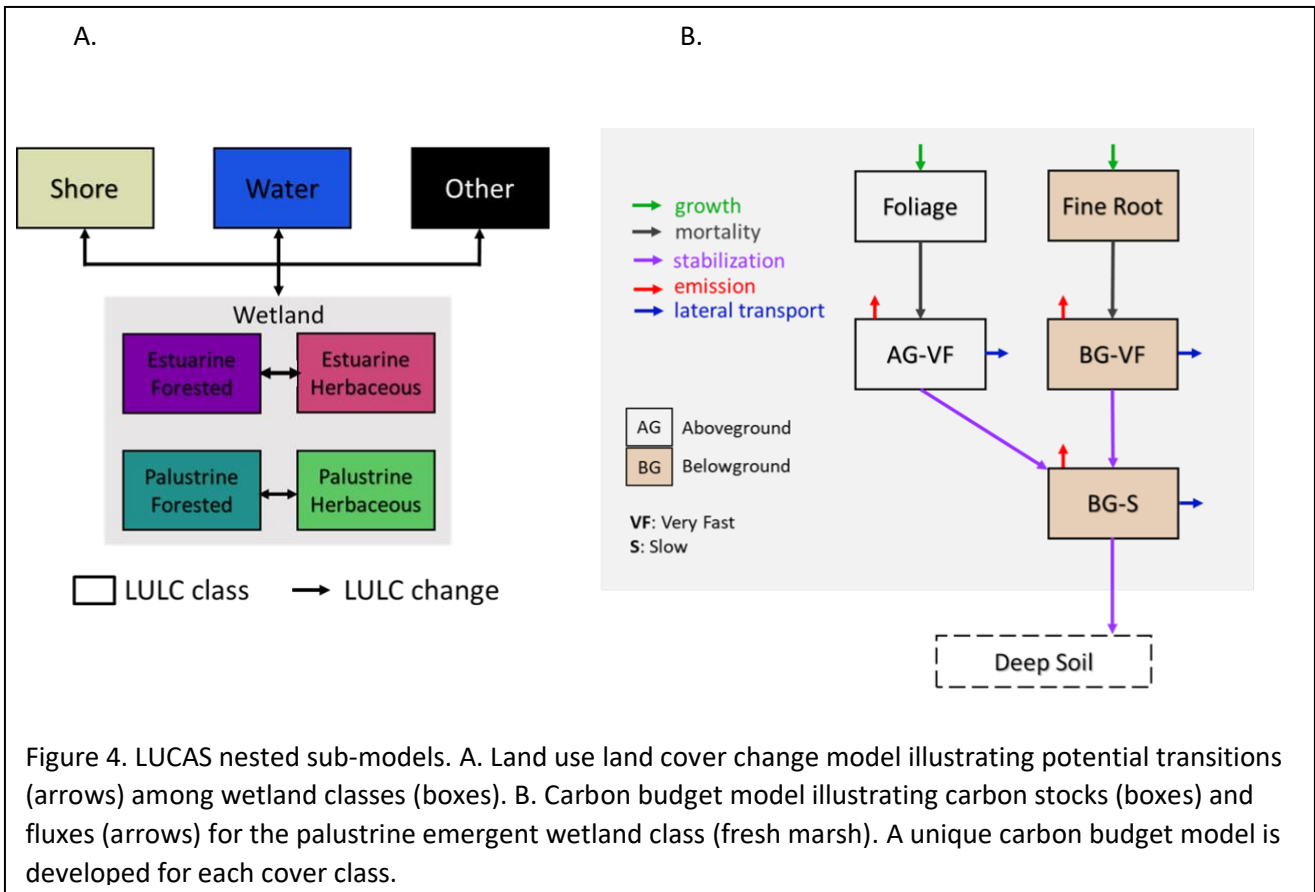 A.
B.
Shore
Water
Other
Wetland
Estuarine
Forested
Estuarine
Herbaceous
Palustrine
Forested
Palustrine
Herbaceous
LULC class
LULC change
growth
mortality
stabilization
emission
lateral transport
Foliage
Fine Root
AG-VF
BG-VF
AG
Aboveground
BG
Belowground
BG-S
VF: Very Fast
S: Slow
Deep Soil
Figure 4. LUCAS nested sub-models. A. Land use land cover change model illustrating potential transitions
(arrows) among wetland classes (boxes). B. Carbon budget model illustrating carbon stocks (boxes) and
fluxes (arrows) for the palustrine emergent wetland class (fresh marsh). A unique carbon budget model is
developed for each cover class.